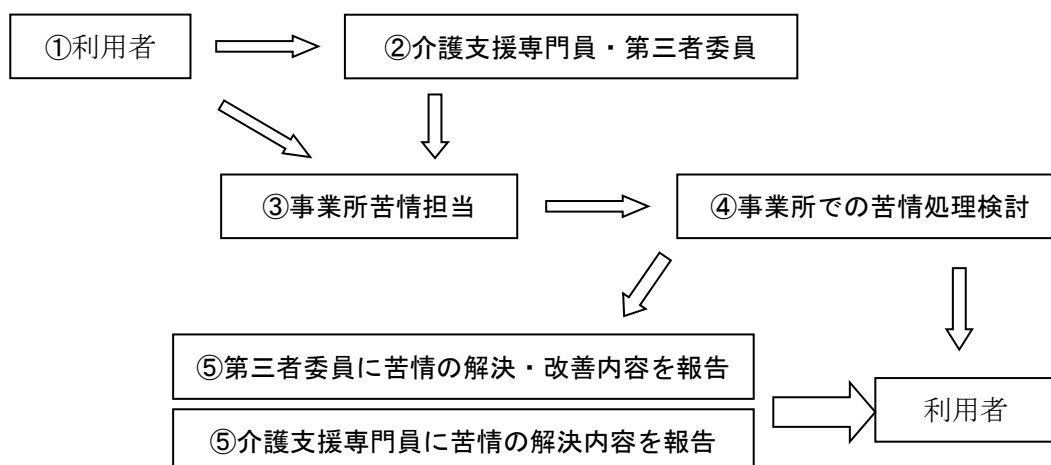 ①利用者
②介護支援専門員・第三者委員
③事業所苦情担当
④事業所での苦情処理検討
⑤第三者委員に苦情の解決・改善内容を報告
⑤介護支援専門員に苦情の解決内容を報告
利用者